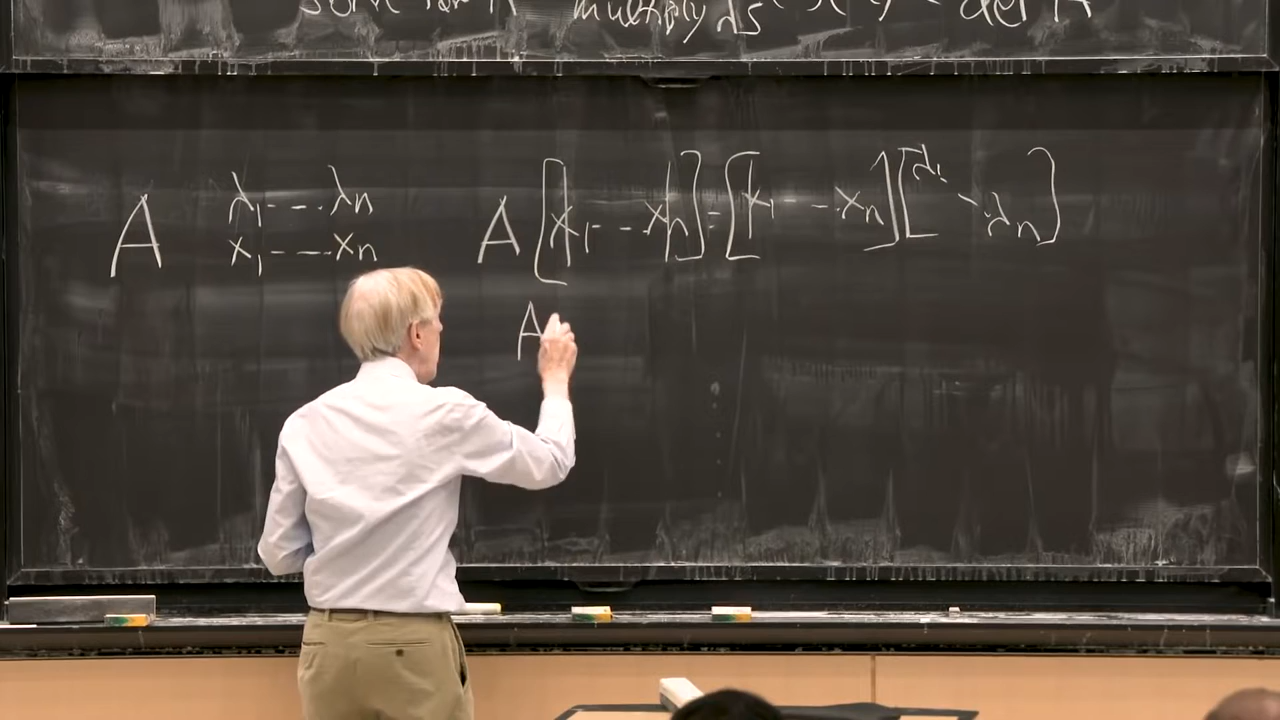 multiply
A λ₁ --- λn A [x₁ --- xn] = [x₁ --- xn] [λ₁ - λn]
x₁ --- xn
A